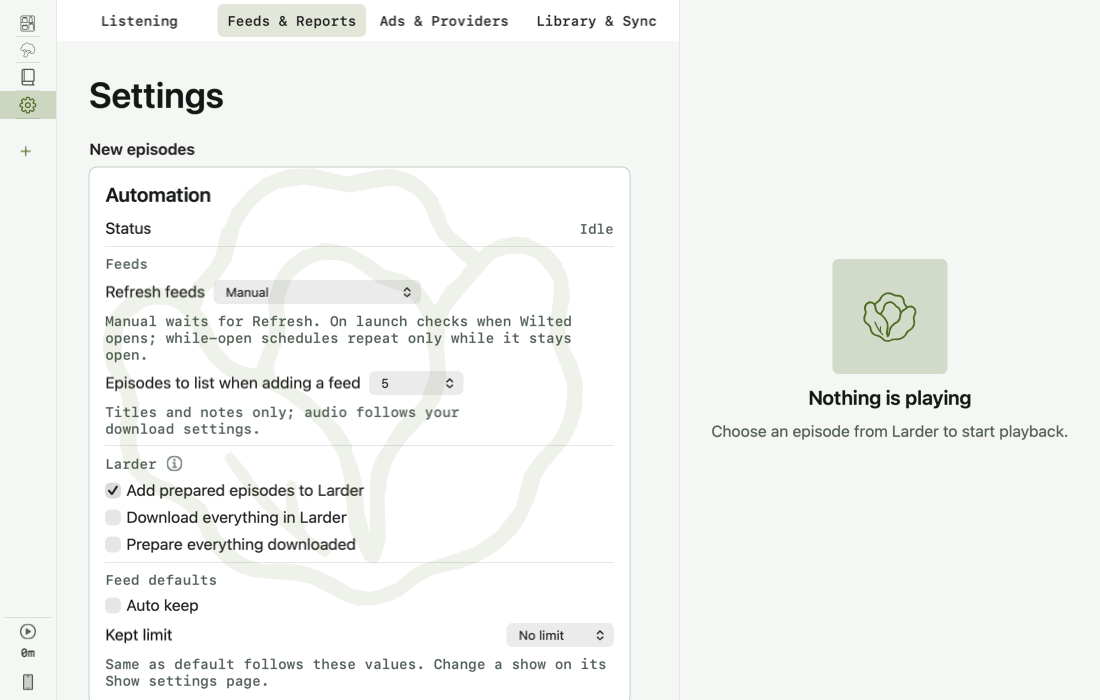 Listening
Feeds & Reports
Ads & Providers
Library & Sync
Settings
New episodes
Automation
Status
Idle
Feeds
Refresh feeds
Manual
Manual waits for Refresh. On launch checks when Wilted
opens; while-open schedules repeat only while it stays
open.
Episodes to list when adding a feed
5
Titles and notes only; audio follows your
download settings.
Larder
Add prepared episodes to Larder
Download everything in Larder
Prepare everything downloaded
Feed defaults
Auto keep
Kept limit
No limit
Same as default follows these values. Change a show on its
Show settings page.
0m
Nothing is playing
Choose an episode from Larder to start playback.